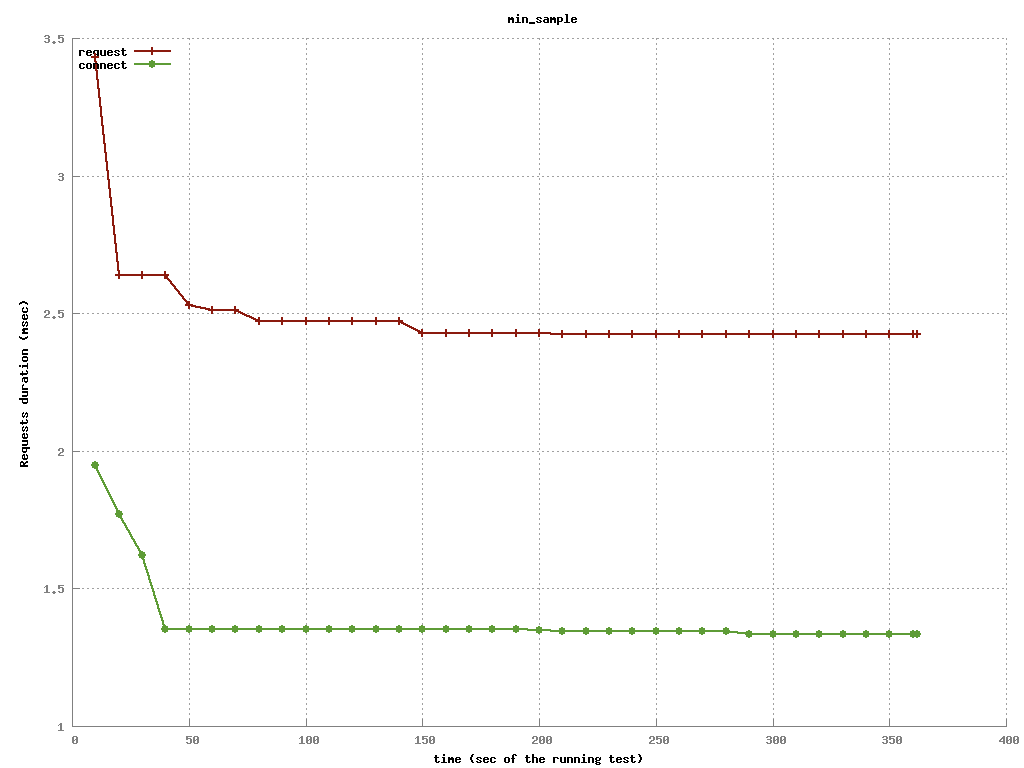 min_sample
3.5
request
connect
3
2.5
2
1.5
1
Requests duration (msec)
0 50 100 150 200 250 300 350 400
time (sec of the running test)